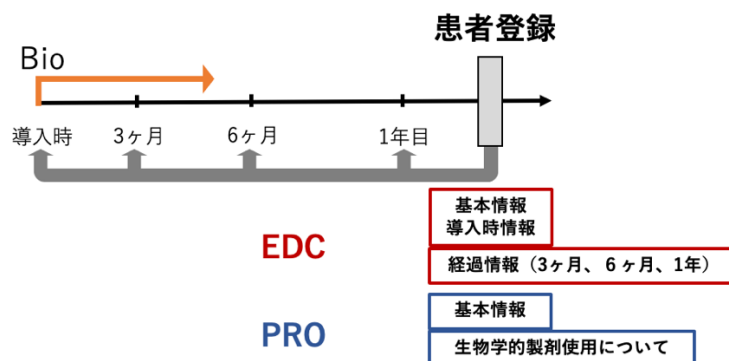 患者登録
Bio
導入時 3ヶ月 6ヶ月 1年目
基本情報
導入時情報
EDC
経過情報（3ヶ月、６ヶ月、1年）
基本情報
PRO
生物学的製剤使用について